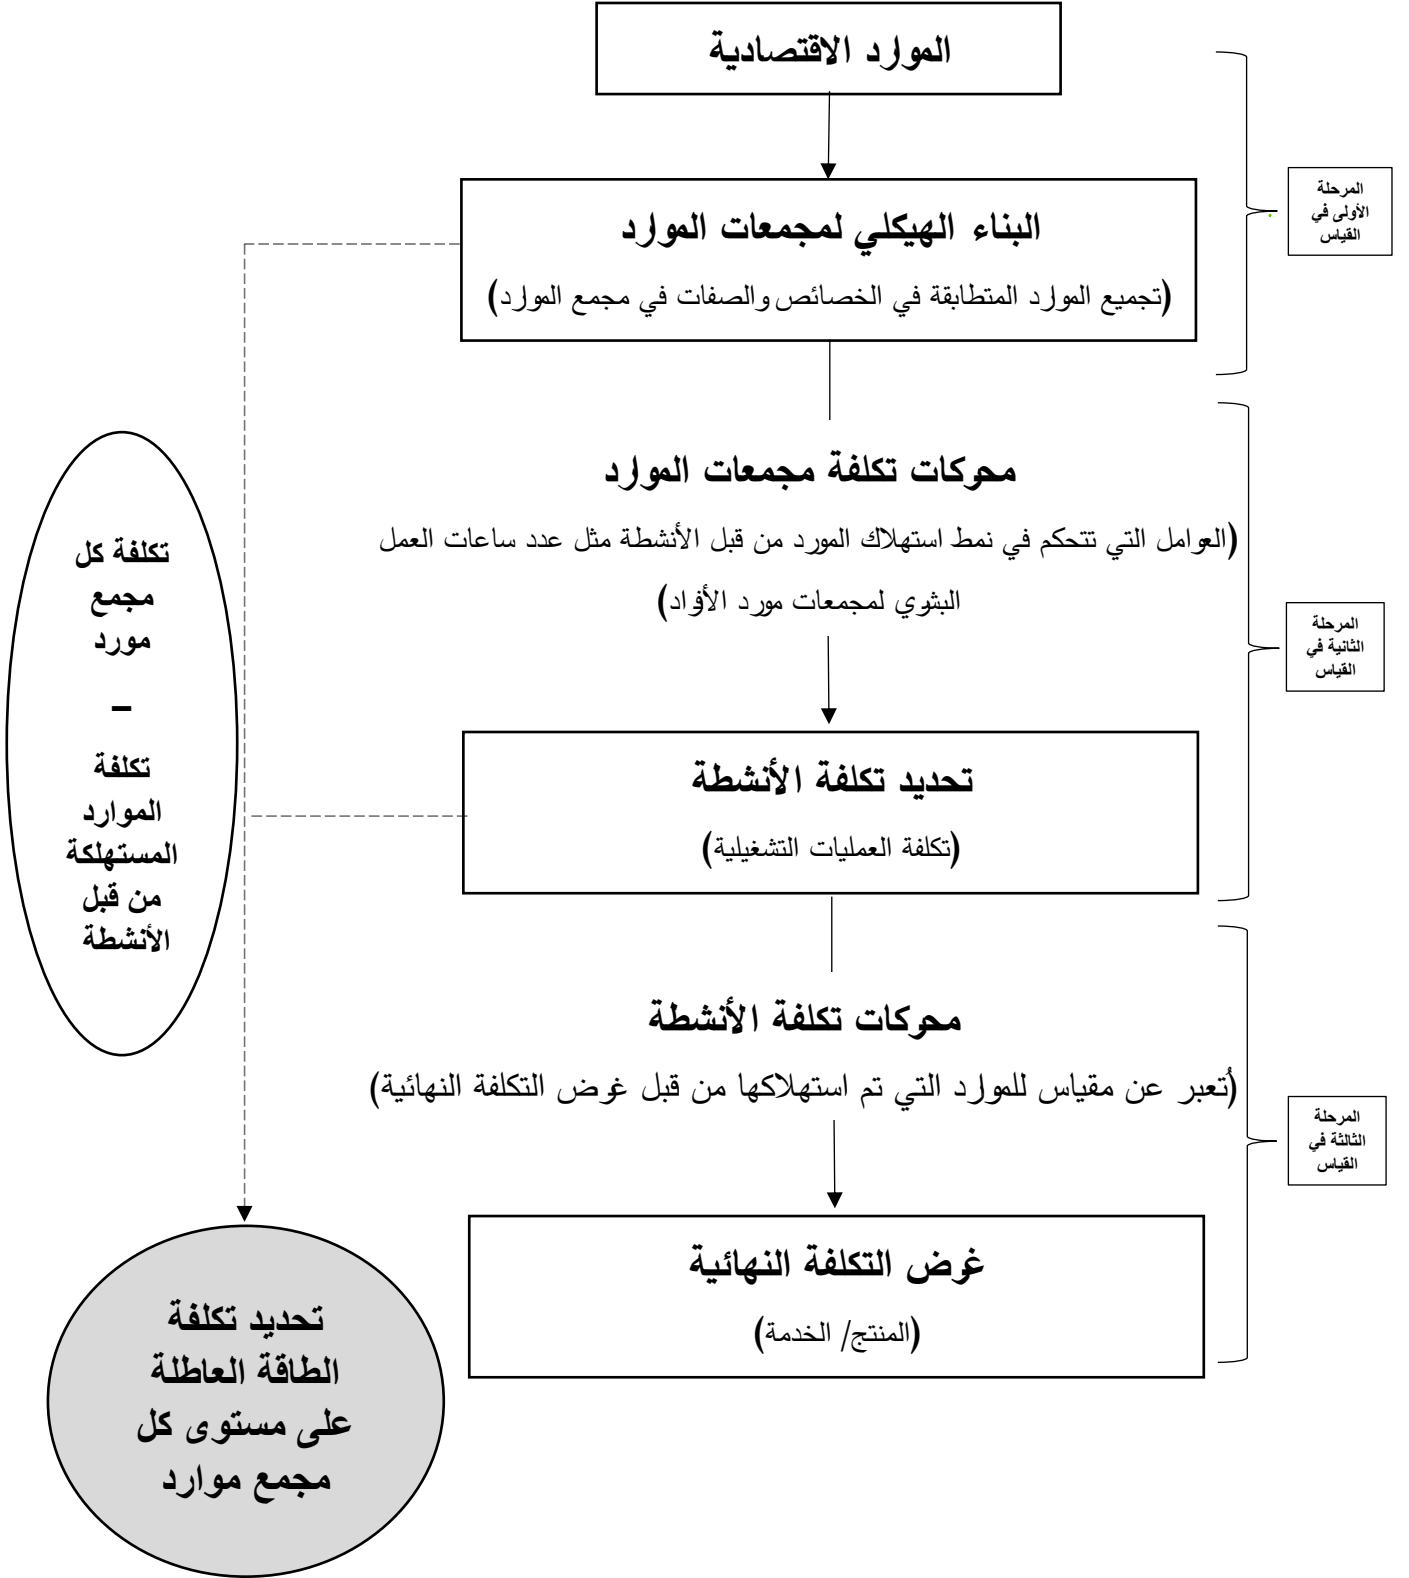 الموارد الاقتصادية
المرحلة
الأولى في
القياس
البناء الهيكلي لمجمعات الموارد
(تجميع الموارد المتطابقة في الخصائص والصفات في مجمع الموارد)
محركات تكلفة مجمعات الموارد
(العوامل التي تتحكم في نمط استهلاك المورد من قبل الأنشطة مثل عدد ساعات العمل
البشري لمجمعات مورد الأفراد)
المرحلة
الثانية في
القياس
تحديد تكلفة الأنشطة
(تكلفة العمليات التشغيلية)
تكلفة كل
مجمع
مورد
–
تكلفة
الموارد
المستهلكة
من قبل
الأنشطة
محركات تكلفة الأنشطة
(تُعبر عن مقياس للموارد التي تم استهلاكها من قبل غرض التكلفة النهائية)
المرحلة
الثالثة في
القياس
غرض التكلفة النهائية
(المنتج/ الخدمة)
تحديد تكلفة
الطاقة العاطلة
على مستوى كل
مجمع موارد